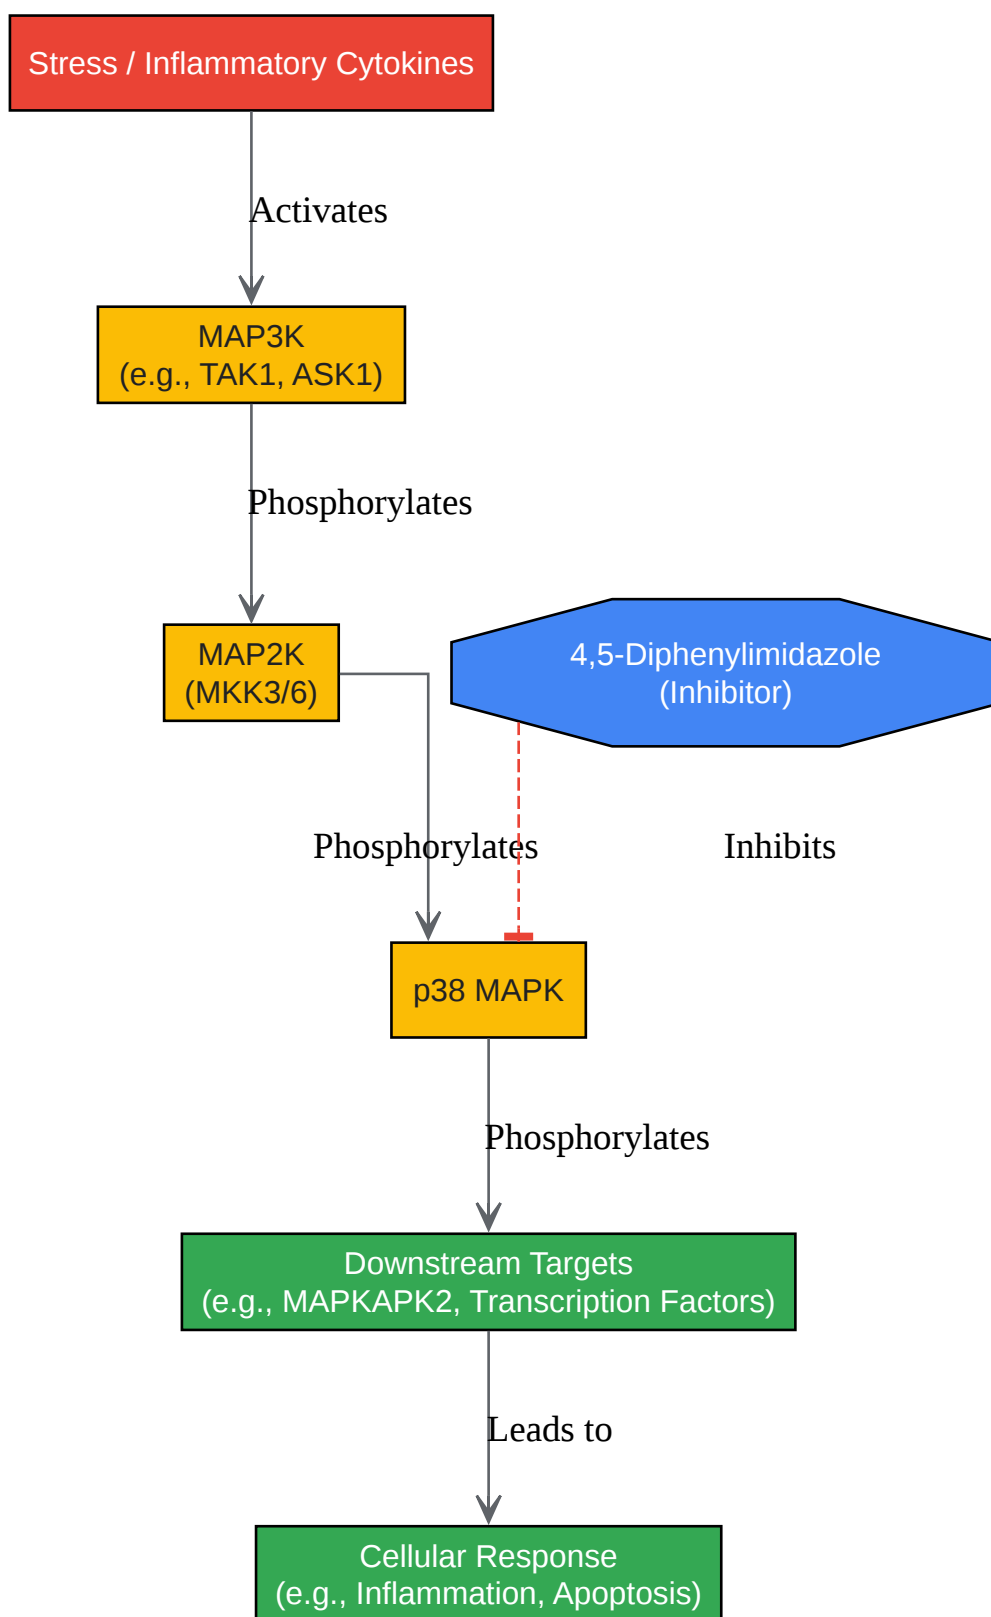 Stress / Inflammatory Cytokines
Activates
MAP3K
(e.g., TAK1, ASK1)
Phosphorylates
MAP2K
(MKK3/6)
4,5-Diphenylimidazole
(Inhibitor)
Phosphorylates
Inhibits
p38 MAPK
Phosphorylates
Downstream Targets
(e.g., MAPKAPK2, Transcription Factors)
Leads to
Cellular Response
(e.g., Inflammation, Apoptosis)